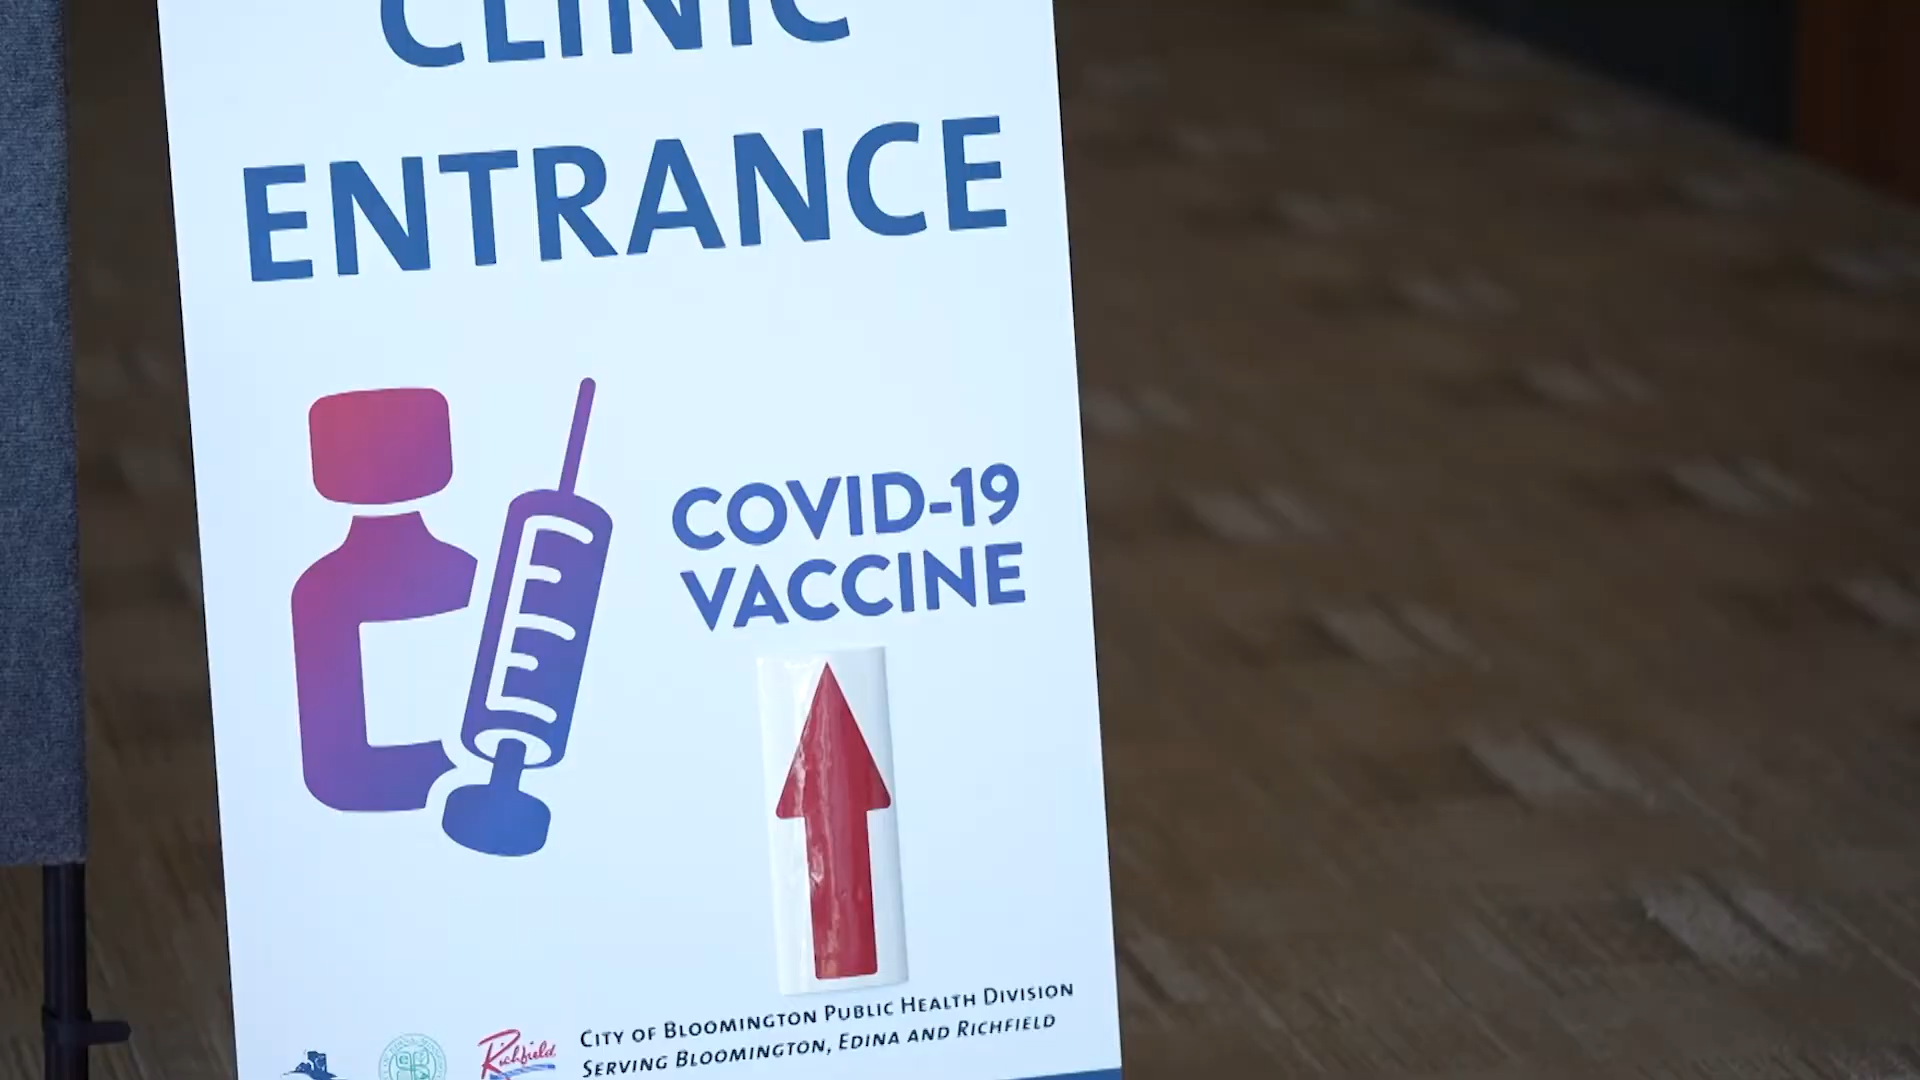 CLINIC
ENTRANCE
COVID-19
VACCINE
CITY OF BLOOMINGTON PUBLIC HEALTH DIVISION
SERVING BLOOMINGTON, EDINA AND RICHFIELD
Richfield